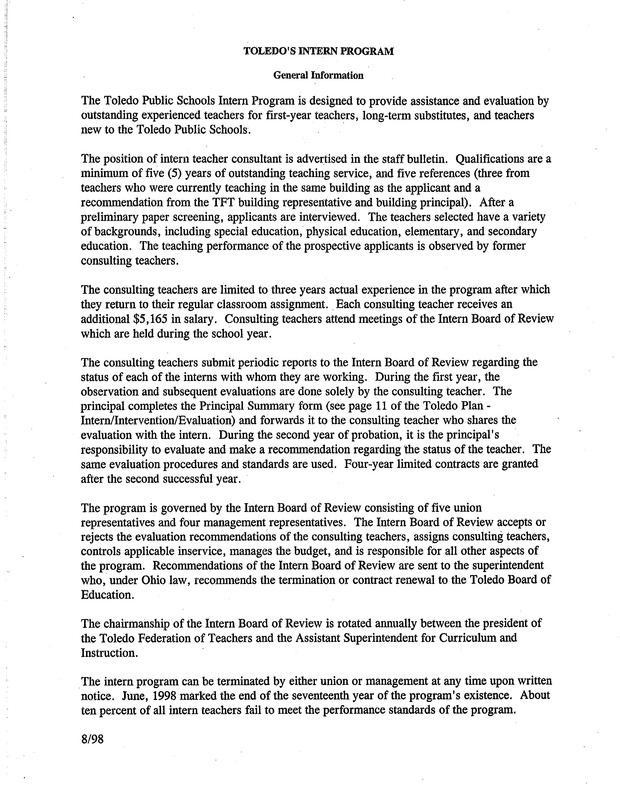 TOLEDO'S INTERN PROGRAM
General Information
The Toledo Public Schools Intern Program is designed to provide assistance and evaluation by
outstanding experienced teachers for first-year teachers, long-term substitutes, and teachers
new to the Toledo Public Schools.
The position of intern teacher consultant is advertised in the staff bulletin. Qualifications are a
minimum of five (5) years of outstanding teaching service, and five references (three from
teachers who were currently teaching in the same building as the applicant and a
recommendation from the TFT building representative and building principal). After a
preliminary paper screening, applicants are interviewed. The teachers selected have a variety
of backgrounds, including special education, physical education, elementary, and secondary
education. The teaching performance of the prospective applicants is observed by former
consulting teachers.
The consulting teachers are limited to three years actual experience in the program after which
they return to their regular classroom assignment. Each consulting teacher receives an
additional $5,165 in salary. Consulting teachers attend meetings of the Intern Board of Review
which are held during the school year.
The consulting teachers submit periodic reports to the Intern Board of Review regarding the
status of each of the interns with whom they are working. During the first year, the
observation and subsequent evaluations are done solely by the consulting teacher. The
principal completes the Principal Summary form (see page 11 of the Toledo Plan -
Intern/Intervention/Evaluation) and forwards it to the consulting teacher who shares the
evaluation with the intern. During the second year of probation, it is the principal's
responsibility to evaluate and make a recommendation regarding the status of the teacher. The
same evaluation procedures and standards are used. Four-year limited contracts are granted
after the second successful year.
The program is governed by the Intern Board of Review consisting of five union
representatives and four management representatives. The Intern Board of Review accepts or
rejects the evaluation recommendations of the consulting teachers, assigns consulting teachers,
controls applicable inservice, manages the budget, and is responsible for all other aspects of
the program. Recommendations of the Intern Board of Review are sent to the superintendent
who, under Ohio law, recommends the termination or contract renewal to the Toledo Board of
Education.
The chairmanship of the Intern Board of Review is rotated annually between the president of
the Toledo Federation of Teachers and the Assistant Superintendent for Curriculum and
Instruction.
The intern program can be terminated by either union or management at any time upon written
notice. June, 1998 marked the end of the seventeenth year of the program's existence. About
ten percent of all intern teachers fail to meet the performance standards of the program.
8/98